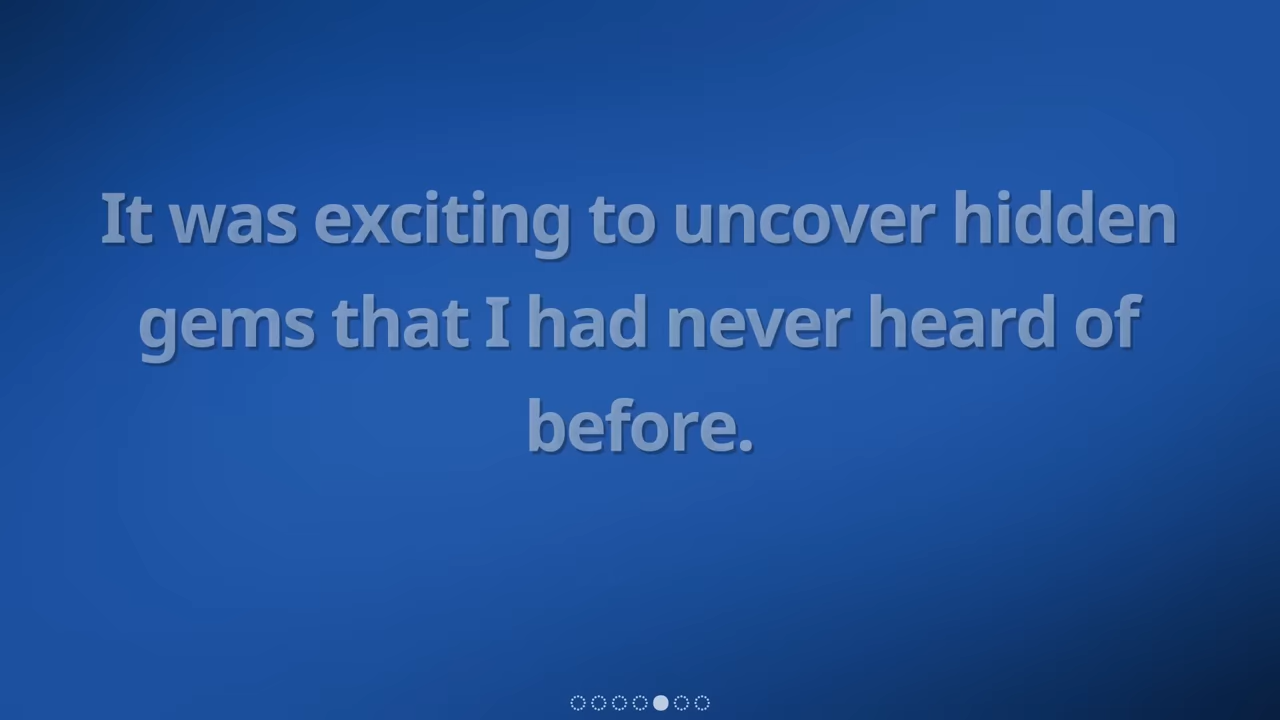 It was exciting to uncover hidden
gems that I had never heard of
before.